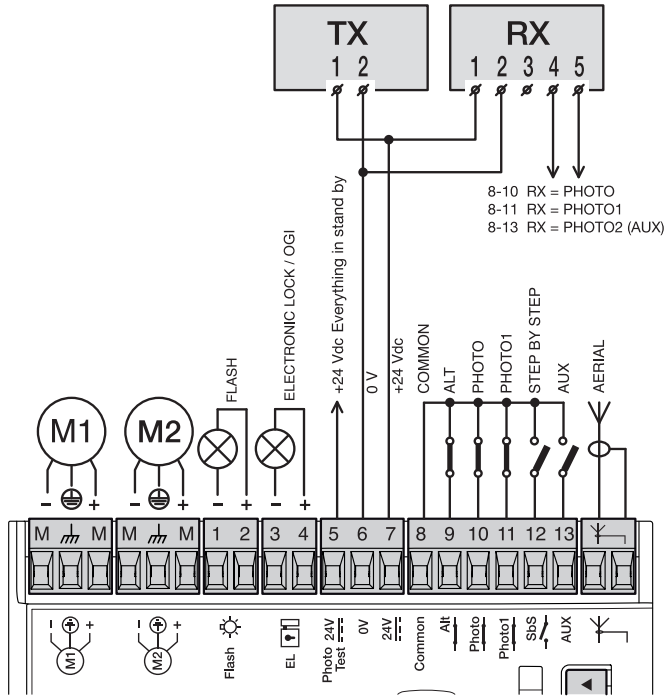 TX
1 2
RX
1 2 3 4 5
8-10 RX = PHOTO
8-11 RX = PHOTO1
8-13 RX = PHOTO2 (AUX)
FLASH
ELECTRONIC LOCK / OGI
+24 Vdc Everything in stand by
0 V
+24 Vdc
COMMON
ALT
PHOTO
PHOTO1
STEP BY STEP
AUX
AERIAL
M1
M2
- +
- +
- +
- +
M M M M 1 2 3 4 5 6 7 8 9 10 11 12 13
- +
M1
- +
M2
Flash
EL
Photo 24V
Test
0V
24V
Common
Alt
Photo
Photo1
SbS
AUX